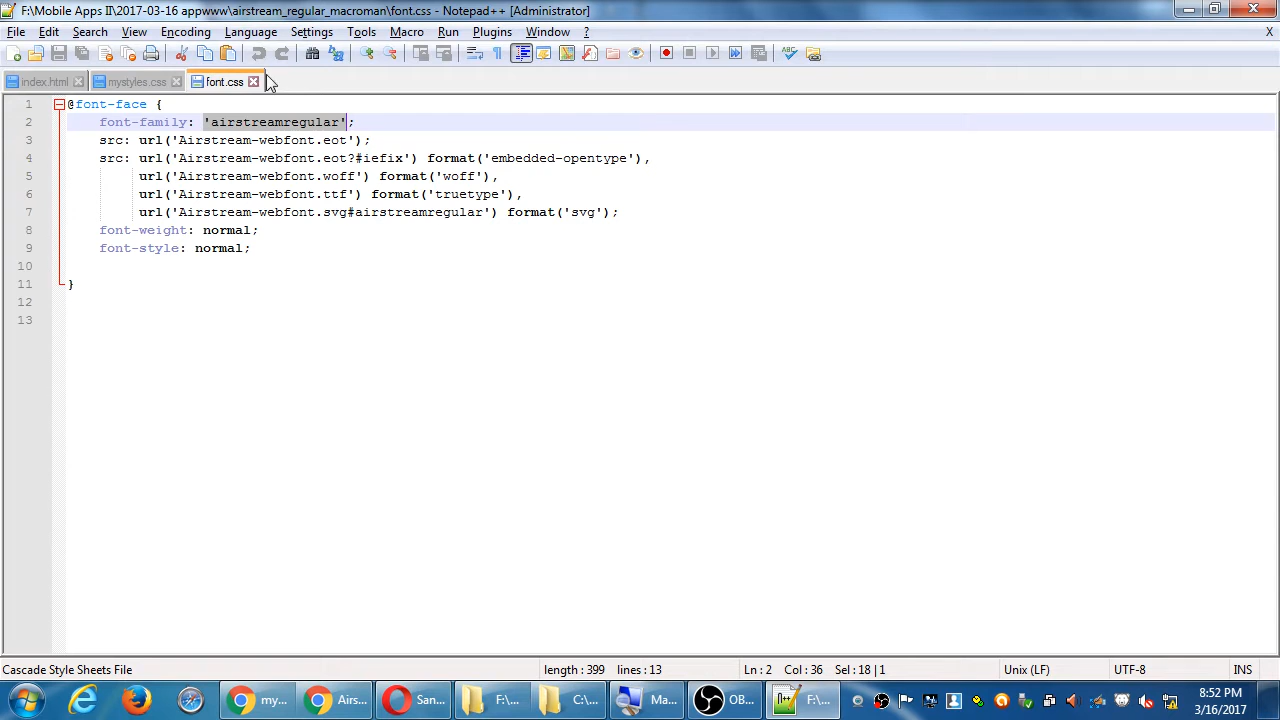 F:\Mobile Apps II\2017-03-16 appwww\airstream_regular_macroman\font.css - Notepad++ [Administrator]
File Edit Search View Encoding Language Settings Tools Macro Run Plugins Window ? X
index.html mystyles.css font.css
1 @font-face {
2 font-family: 'airstreamregular';
3 src: url('Airstream-webfont.eot');
4 src: url('Airstream-webfont.eot?#iefix') format('embedded-opentype'),
5 url('Airstream-webfont.woff') format('woff'),
6 url('Airstream-webfont.ttf') format('truetype'),
7 url('Airstream-webfont.svg#airstreamregular') format('svg');
8 font-weight: normal;
9 font-style: normal;
10
11 }
12
13
Cascade Style Sheets File length : 399 lines : 13 Ln : 2 Col : 36 Sel : 18 | 1 Unix (LF) UTF-8 INS
my... Airs... San... F:\... C:\... Ma... OB... F:\... 8:52 PM
3/16/2017